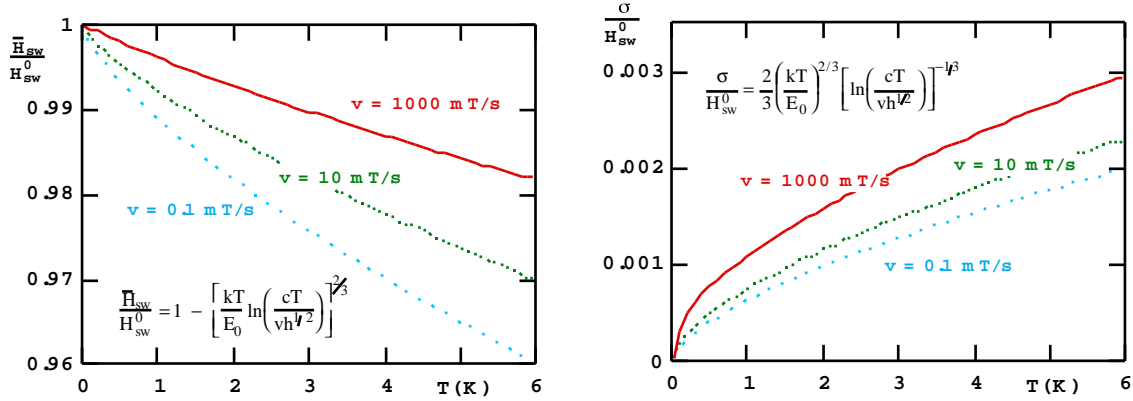 H̅sw / H⁰sw
1
0.99
0.98
0.97
0.96
v = 1000 mT/s
v = 10 mT/s
v = 0.1 mT/s
H̅sw / H⁰sw = 1 − [ kT / E₀ ln( cT / vh^1/2 ) ]^2/3
0 1 2 3 4 5 6
T(K)
σ / H⁰sw
0.003
0.002
0.001
0
σ / H⁰sw = 2/3 ( kT / E₀ )^2/3 [ ln( cT / vh^1/2 ) ]^−1/3
v = 10 mT/s
v = 1000 mT/s
v = 0.1 mT/s
0 1 2 3 4 5 6
T(K)